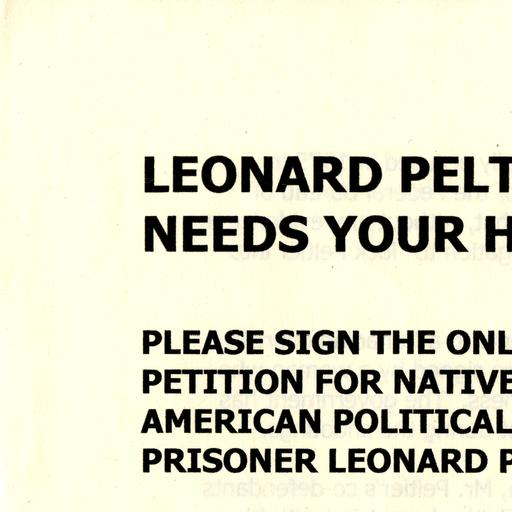 LEONARD PELT
NEEDS YOUR H
PLEASE SIGN THE ONL
PETITION FOR NATIVE
AMERICAN POLITICAL
PRISONER LEONARD P